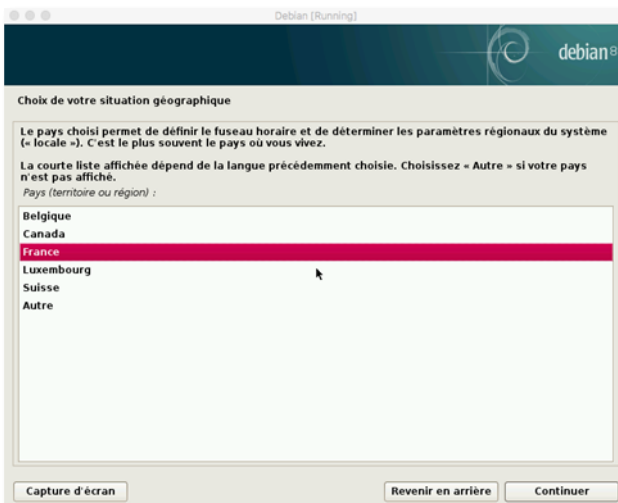 Debian [Running]
debian 8
Choix de votre situation géographique
Le pays choisi permet de définir le fuseau horaire et de déterminer les paramètres régionaux du système
(« locale »). C'est le plus souvent le pays où vous vivez.
La courte liste affichée dépend de la langue précédemment choisie. Choisissez « Autre » si votre pays
n'est pas affiché.
Pays (territoire ou région) :
Belgique
Canada
France
Luxembourg
Suisse
Autre
Capture d'écran
Revenir en arrière
Continuer